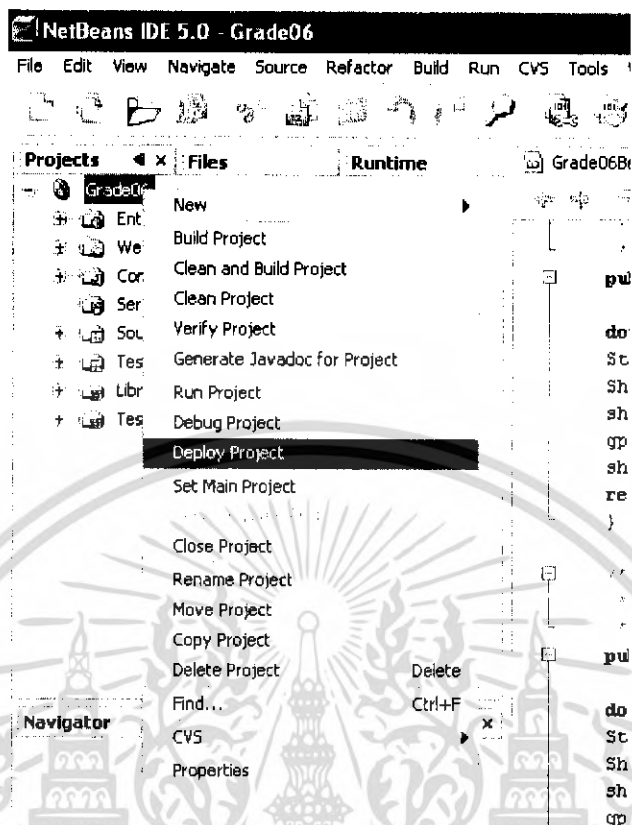 NetBeans IDE 5.0 - Grade06
File Edit View Navigate Source Refactor Build Run CVS Tools
Projects Files Runtime Grade06Be
Grade06
Ent
We
Con
Ser
Sou
Tes
Libr
Tes
New
Build Project
Clean and Build Project
Clean Project
Verify Project
Generate Javadoc for Project
Run Project
Debug Project
Deploy Project
Set Main Project
Close Project
Rename Project
Move Project
Copy Project
Delete Project Delete
Find... Ctrl+F
CVS
Properties
Navigator
pul
do
St
Sh
sh
gp
sh
re
}
pul
do
St
Sh
sh
gp